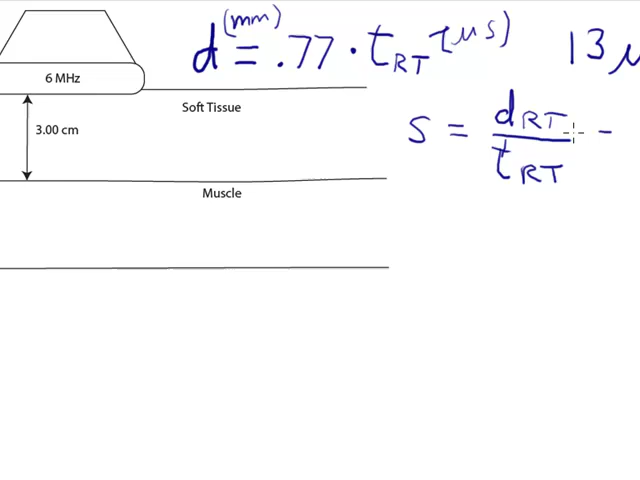 d (mm) = .77 · tRT (μs) 13 μ
6 MHz
Soft Tissue
3.00 cm
S = dRT / tRT -
Muscle